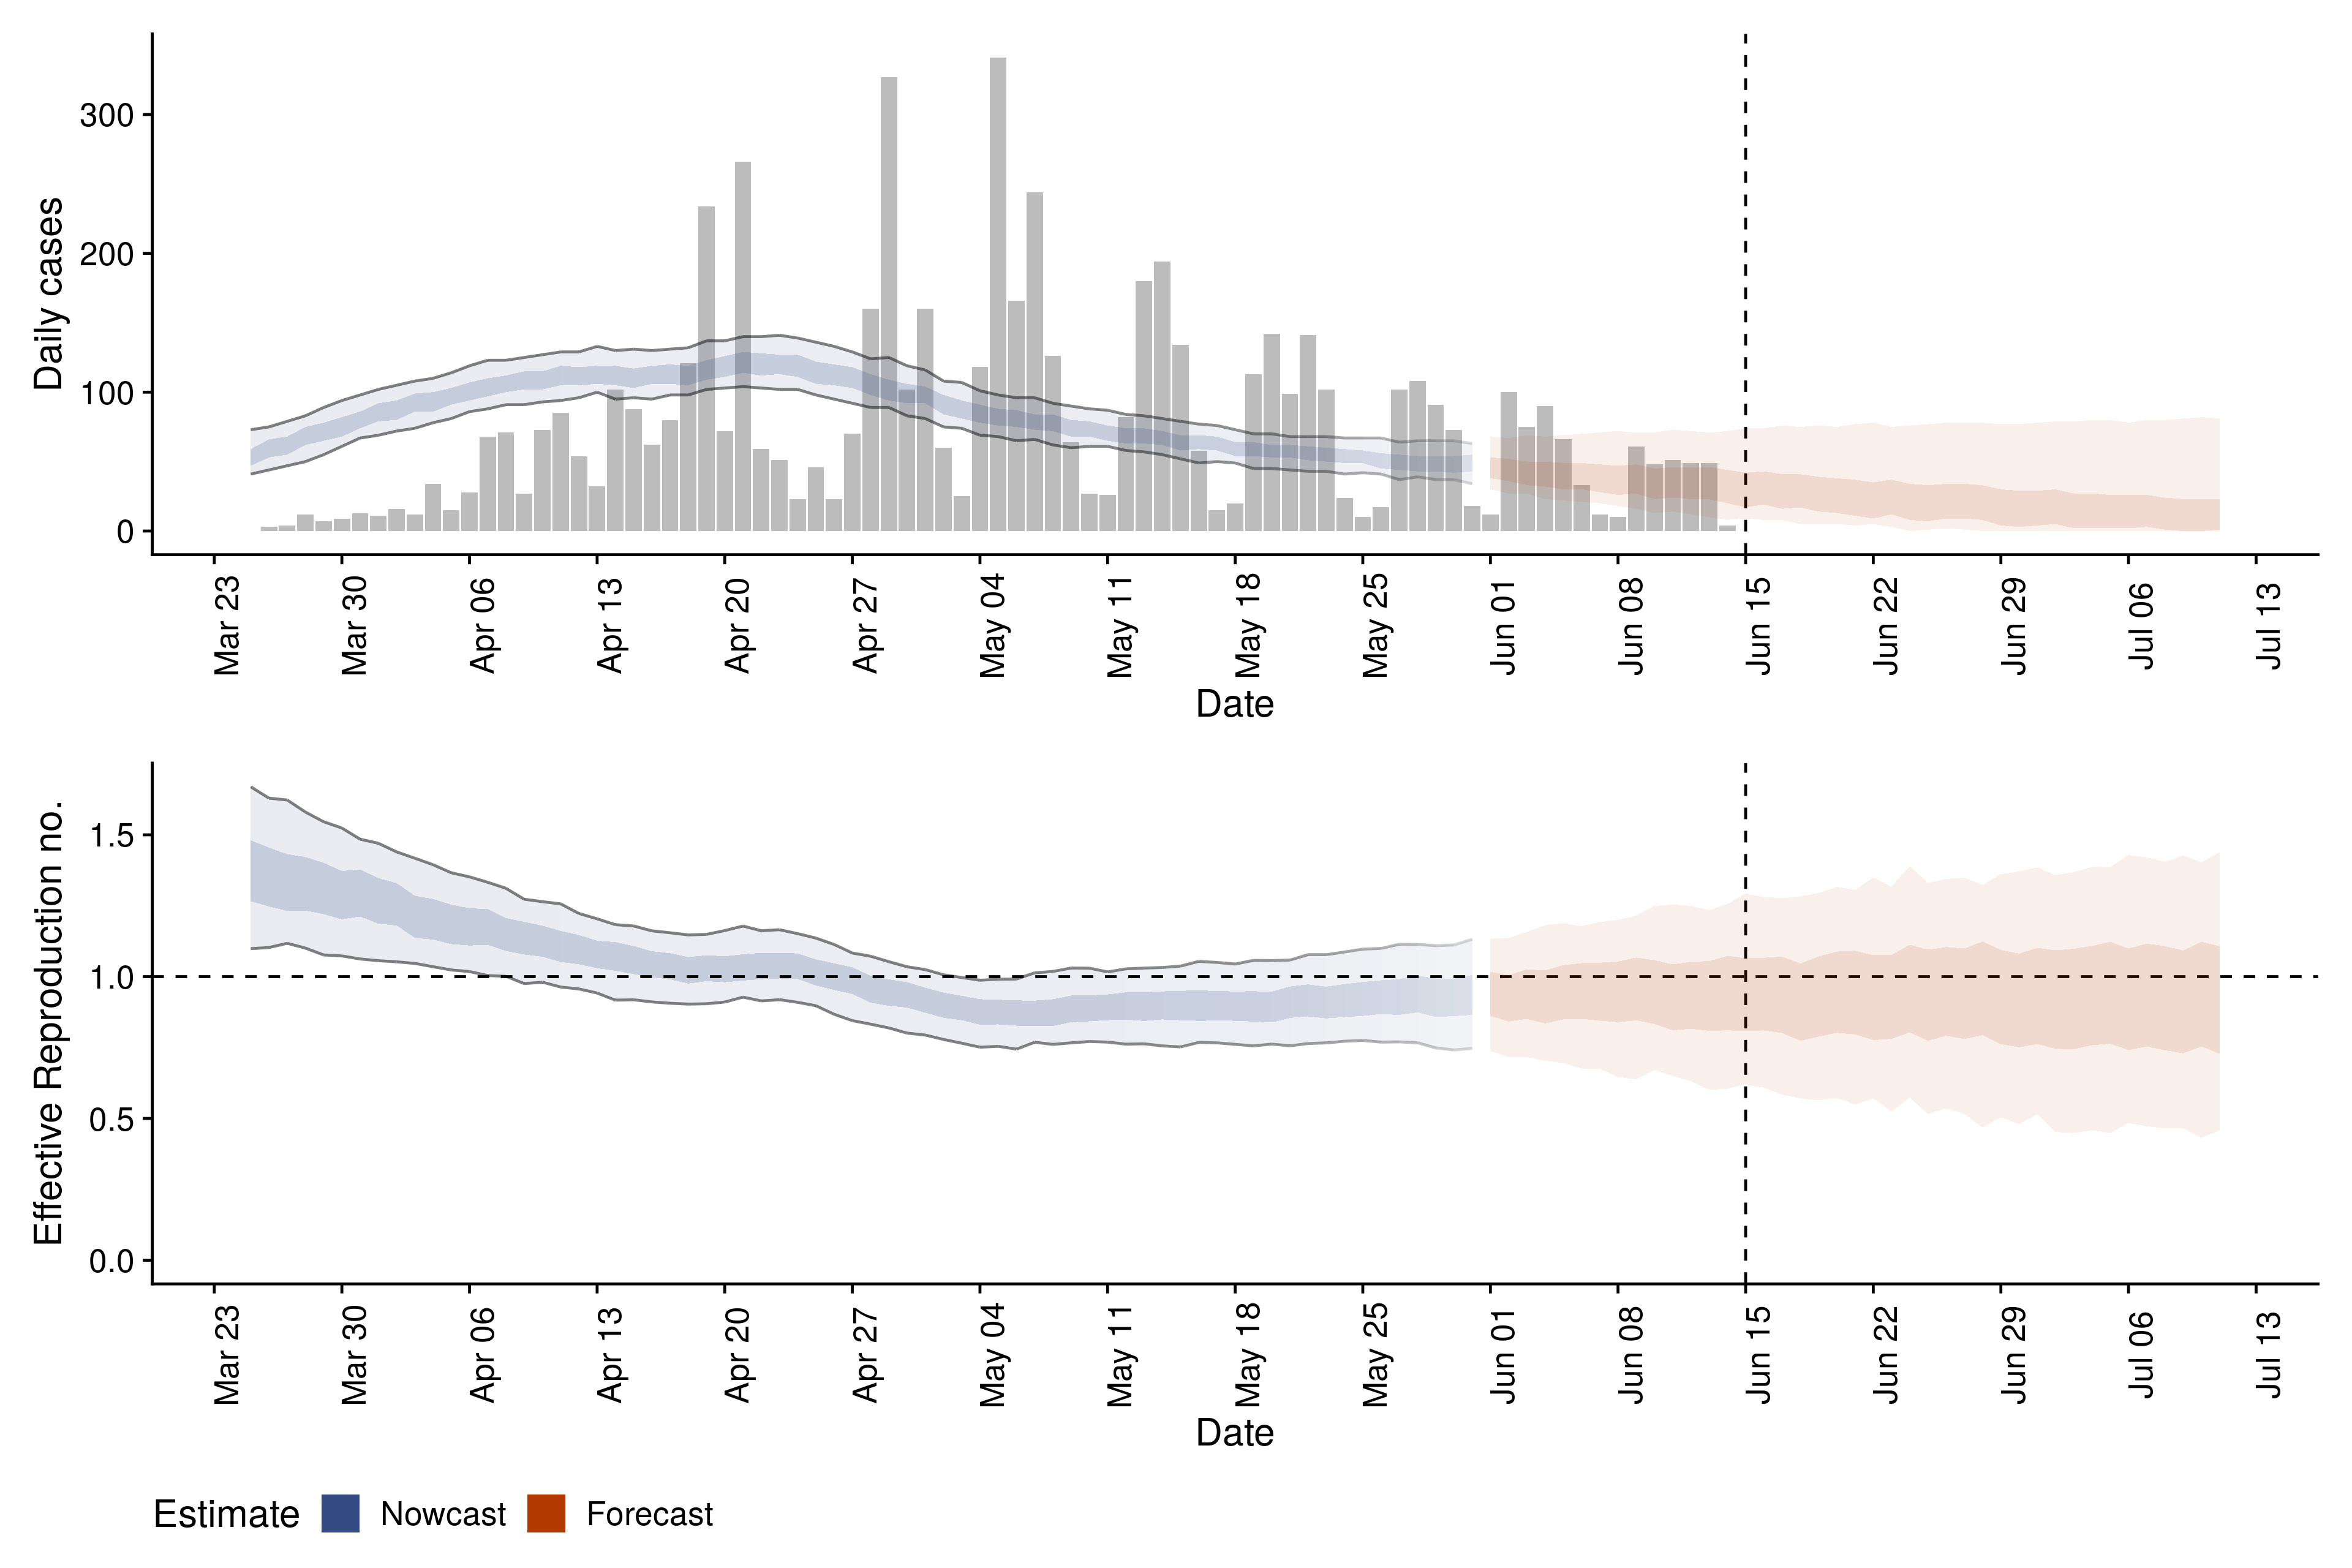 Daily cases
300
200
100
0
Mar 23
Mar 30
Apr 06
Apr 13
Apr 20
Apr 27
May 04
May 11
May 18
May 25
Jun 01
Jun 08
Jun 15
Jun 22
Jun 29
Jul 06
Jul 13
Date
Effective Reproduction no.
1.5
1.0
0.5
0.0
Mar 23
Mar 30
Apr 06
Apr 13
Apr 20
Apr 27
May 04
May 11
May 18
May 25
Jun 01
Jun 08
Jun 15
Jun 22
Jun 29
Jul 06
Jul 13
Date
Estimate Nowcast Forecast